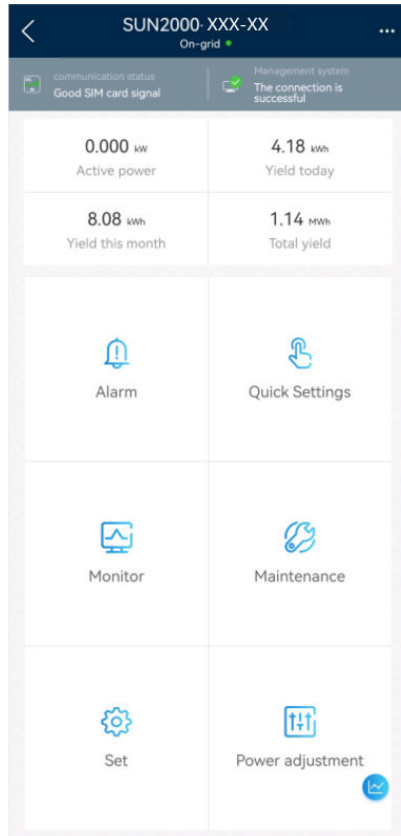 SUN2000-XXX-XX
On-grid
communication status
Good SIM card signal
Management system
The connection is
successful
0.000 kW
Active power
4.18 kWh
Yield today
8.08 kWh
Yield this month
1.14 MWh
Total yield
Alarm
Quick Settings
Monitor
Maintenance
Set
Power adjustment